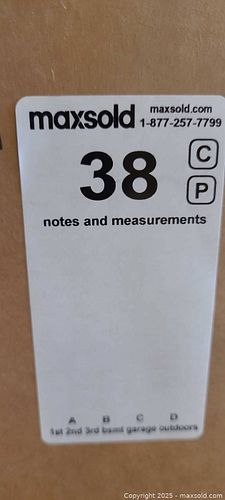 maxsold
maxsold.com
1-877-257-7799
38
C
P
notes and measurements
A B C D
1st 2nd 3rd bsmt garage outdoors
Copyright 2025 - maxsold.com